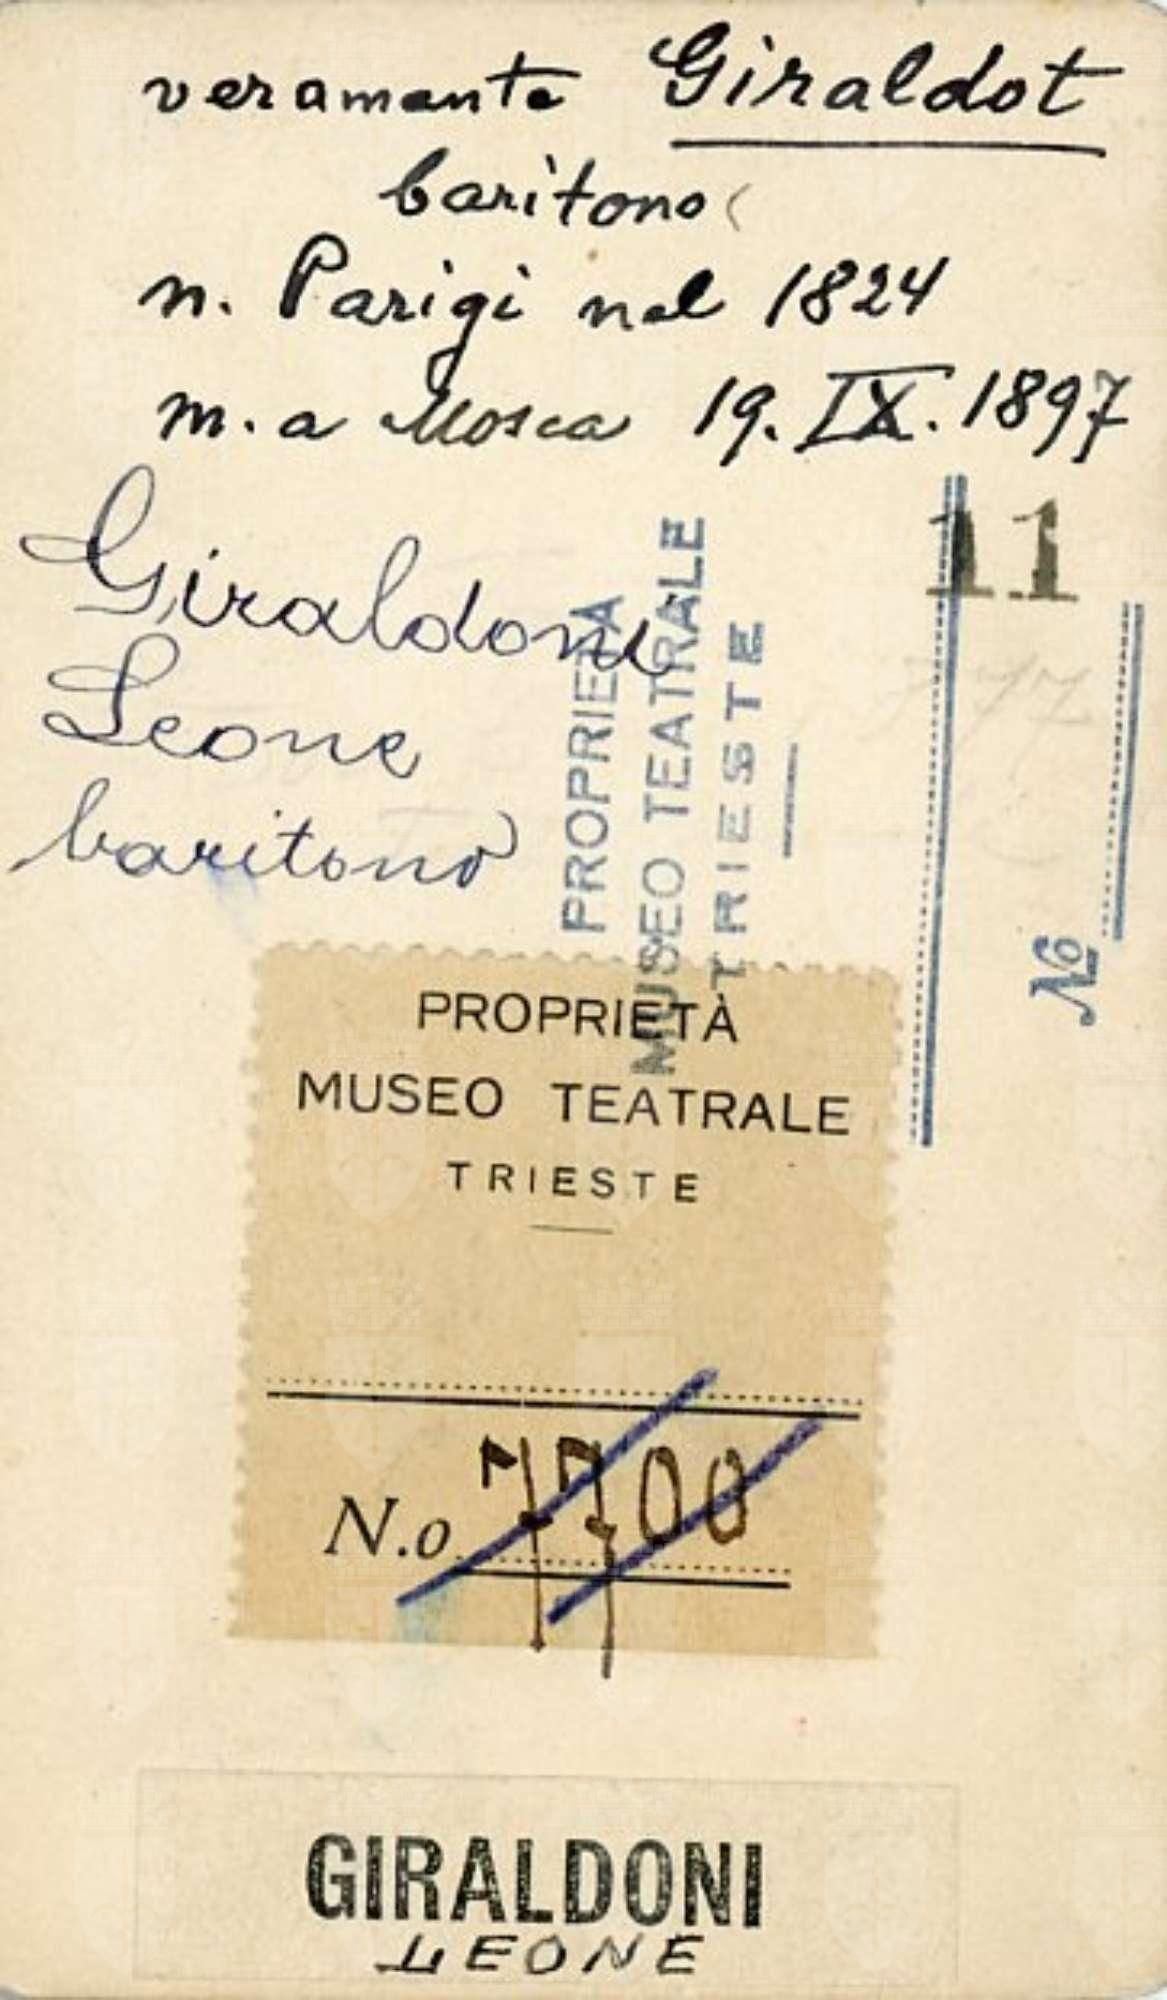 veramente Giraldot
baritono
n. Parigi nel 1824
m. a Mosca 19. IX. 1897
Giraldoni
Leone
baritono
11
PROPRIETÀ
MUSEO TEATRALE
TRIESTE
No
PROPRIETÀ
MUSEO TEATRALE
TRIESTE
N.o 7700
GIRALDONI
LEONE